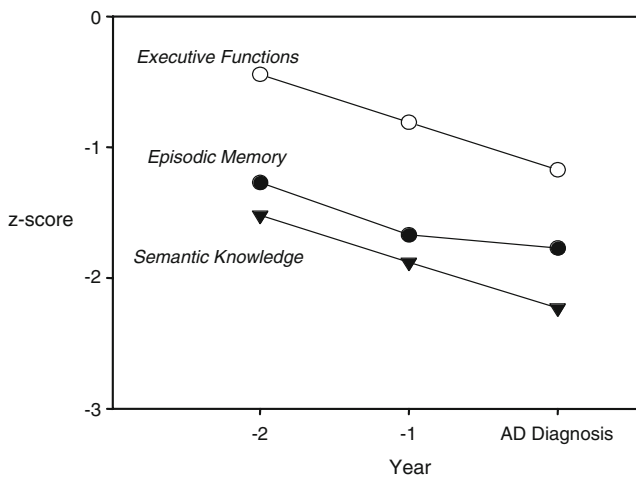 0
Executive Functions
-1
Episodic Memory
z-score
Semantic Knowledge
-2
-3
-2 -1 AD Diagnosis
Year